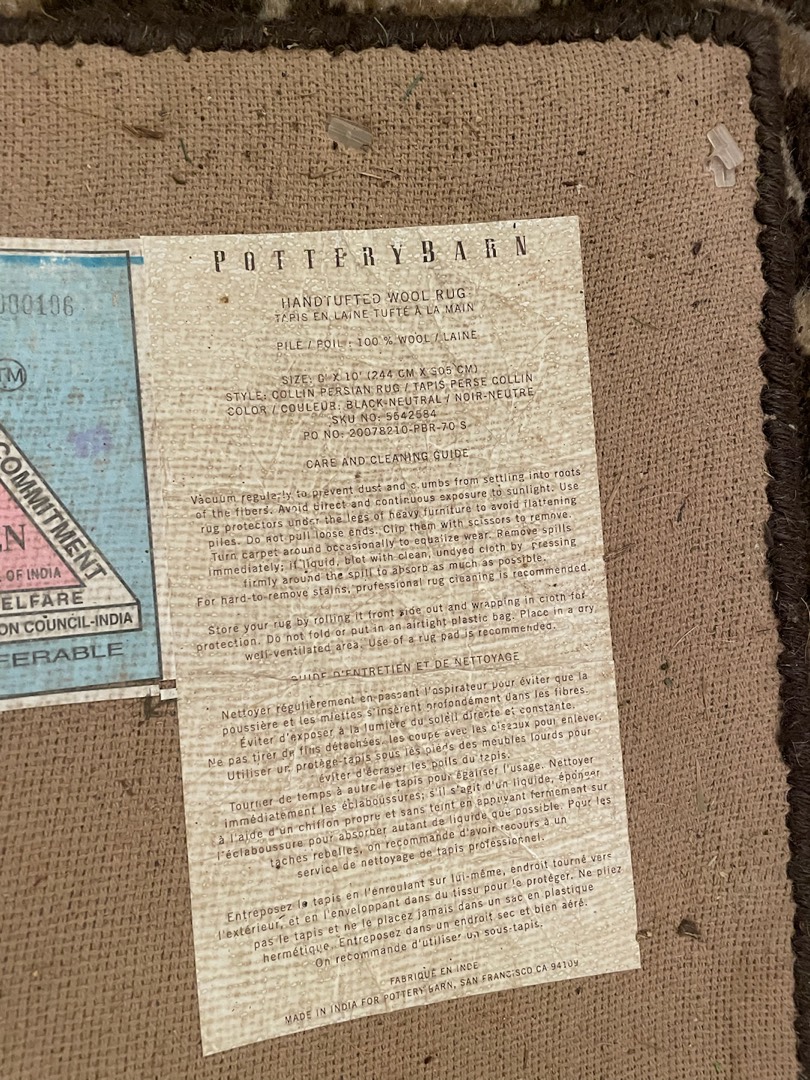 000106
TM
COMMITMENT
LN
OF INDIA
ELFARE
ON COUNCIL-INDIA
FERABLE
POTTERYBARN
HANDTUFTED WOOL RUG
TAPIS EN LAINE TUFTÉ À LA MAIN
PILE / POIL : 100 % WOOL / LAINE
SIZE: 8' X 10' (244 CM X 305 CM)
STYLE: COLLIN PERSIAN RUG / TAPIS PERSE COLLIN
COLOR / COULEUR: BLACK-NEUTRAL / NOIR-NEUTRE
SKU NO: 5642584
PO NO: 20078210-PBR-70 S
CARE AND CLEANING GUIDE
Vacuum regularly to prevent dust and crumbs from settling into roots
of the fibers. Avoid direct and continuous exposure to sunlight. Use
rug protectors under the legs of heavy furniture to avoid flattening
piles. Do not pull loose ends. Clip them with scissors to remove.
Turn carpet around occasionally to equalize wear. Remove spills
immediately; if liquid, blot with clean, undyed cloth by pressing
firmly around the spill to absorb as much as possible.
For hard-to-remove stains, professional rug cleaning is recommended.
Store your rug by rolling it front side out and wrapping in cloth for
protection. Do not fold or put in an airtight plastic bag. Place in a dry
well-ventilated area. Use of a rug pad is recommended.
GUIDE D'ENTRETIEN ET DE NETTOYAGE
Nettoyer régulièrement en passant l'aspirateur pour éviter que la
poussière et les miettes s'insèrent profondément dans les fibres.
Éviter d'exposer à la lumière du soleil directe et constante.
Ne pas tirer de fils détachés, les coupé avec les ciseaux pour enlever.
Utiliser un protège-tapis sous les pieds des meubles lourds pour
éviter d'écraser les poils du tapis.
Tourner de temps à autre le tapis pour égaliser l'usage. Nettoyer
immédiatement les éclaboussures; s'il s'agit d'un liquide, éponger
à l'aide d'un chiffon propre et sans teint en appuyant fermement sur
l'éclaboussure pour absorber autant de liquide que possible. Pour les
taches rebelles, on recommande d'avoir recours à un
service de nettoyage de tapis professionnel.
Entreposez le tapis en l'enroulant sur lui-même, endroit tourné vers
l'extérieur, et en l'enveloppant dans du tissu pour le protéger. Ne pliez
pas le tapis et ne le placez jamais dans un sac en plastique
hermétique. Entreposez dans un endroit sec et bien aéré.
On recommande d'utiliser un sous-tapis.
FABRIQUÉ EN INDE
MADE IN INDIA FOR POTTERY BARN, SAN FRANCISCO CA 94109